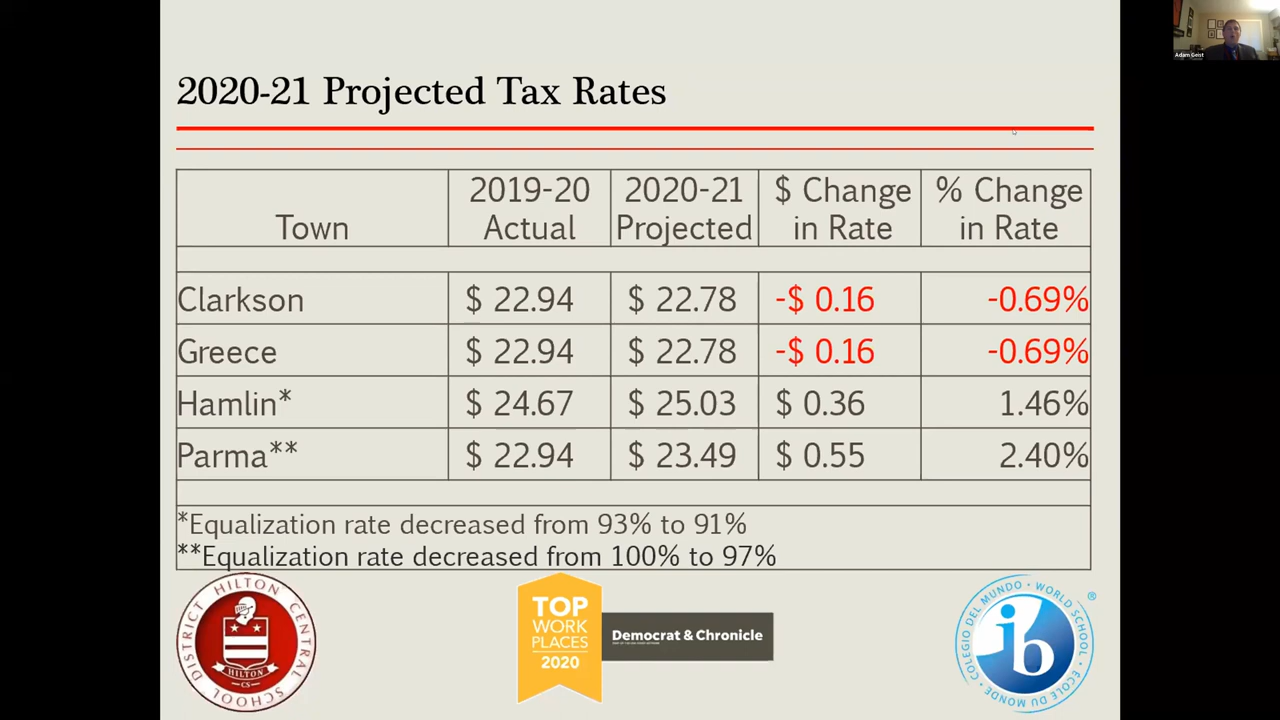 Adam Geist
2020-21 Projected Tax Rates
Town 2019-20 Actual 2020-21 Projected $ Change in Rate % Change in Rate
Clarkson $ 22.94 $ 22.78 -$ 0.16 -0.69%
Greece $ 22.94 $ 22.78 -$ 0.16 -0.69%
Hamlin* $ 24.67 $ 25.03 $ 0.36 1.46%
Parma** $ 22.94 $ 23.49 $ 0.55 2.40%
*Equalization rate decreased from 93% to 91%
**Equalization rate decreased from 100% to 97%
HILTON CENTRAL SCHOOL DISTRICT
HILTON
CS
TOP
WORK
PLACES
2020
Democrat & Chronicle
COLEGIO DEL MUNDO · WORLD SCHOOL · ÉCOLE DU MONDE ·
ib
®